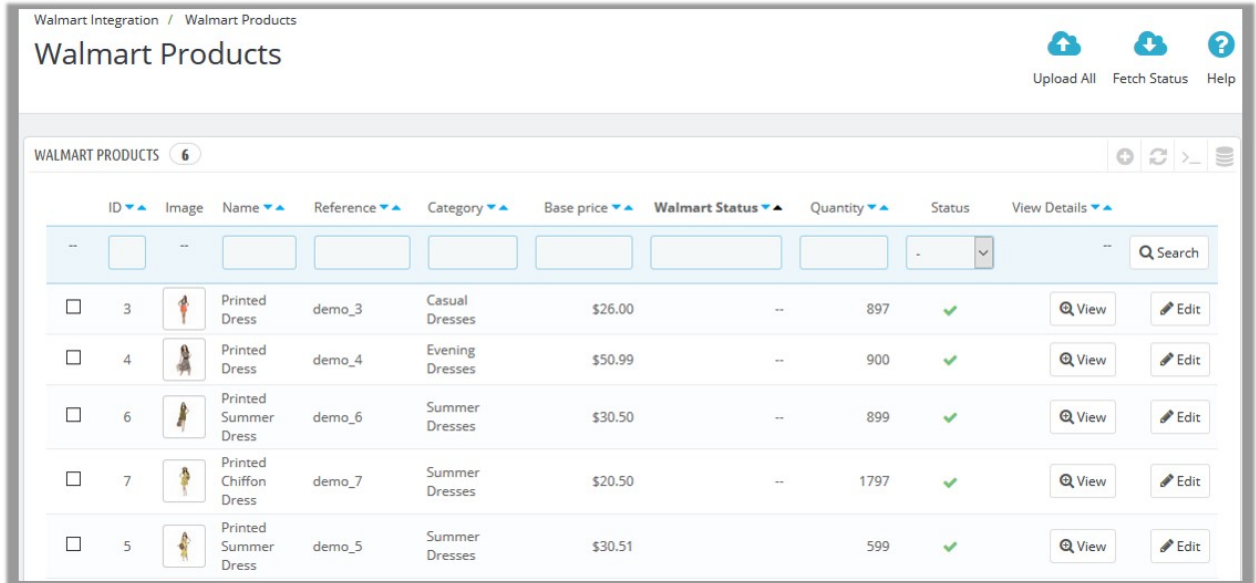 Walmart Integration / Walmart Products
Walmart Products
Upload All Fetch Status Help
WALMART PRODUCTS 6
ID Image Name Reference Category Base price Walmart Status Quantity Status View Details
-- -- - -- Search
3 Printed Dress demo_3 Casual Dresses $26.00 -- 897 View Edit
4 Printed Dress demo_4 Evening Dresses $50.99 -- 900 View Edit
6 Printed Summer Dress demo_6 Summer Dresses $30.50 -- 899 View Edit
7 Printed Chiffon Dress demo_7 Summer Dresses $20.50 -- 1797 View Edit
5 Printed Summer Dress demo_5 Summer Dresses $30.51 599 View Edit